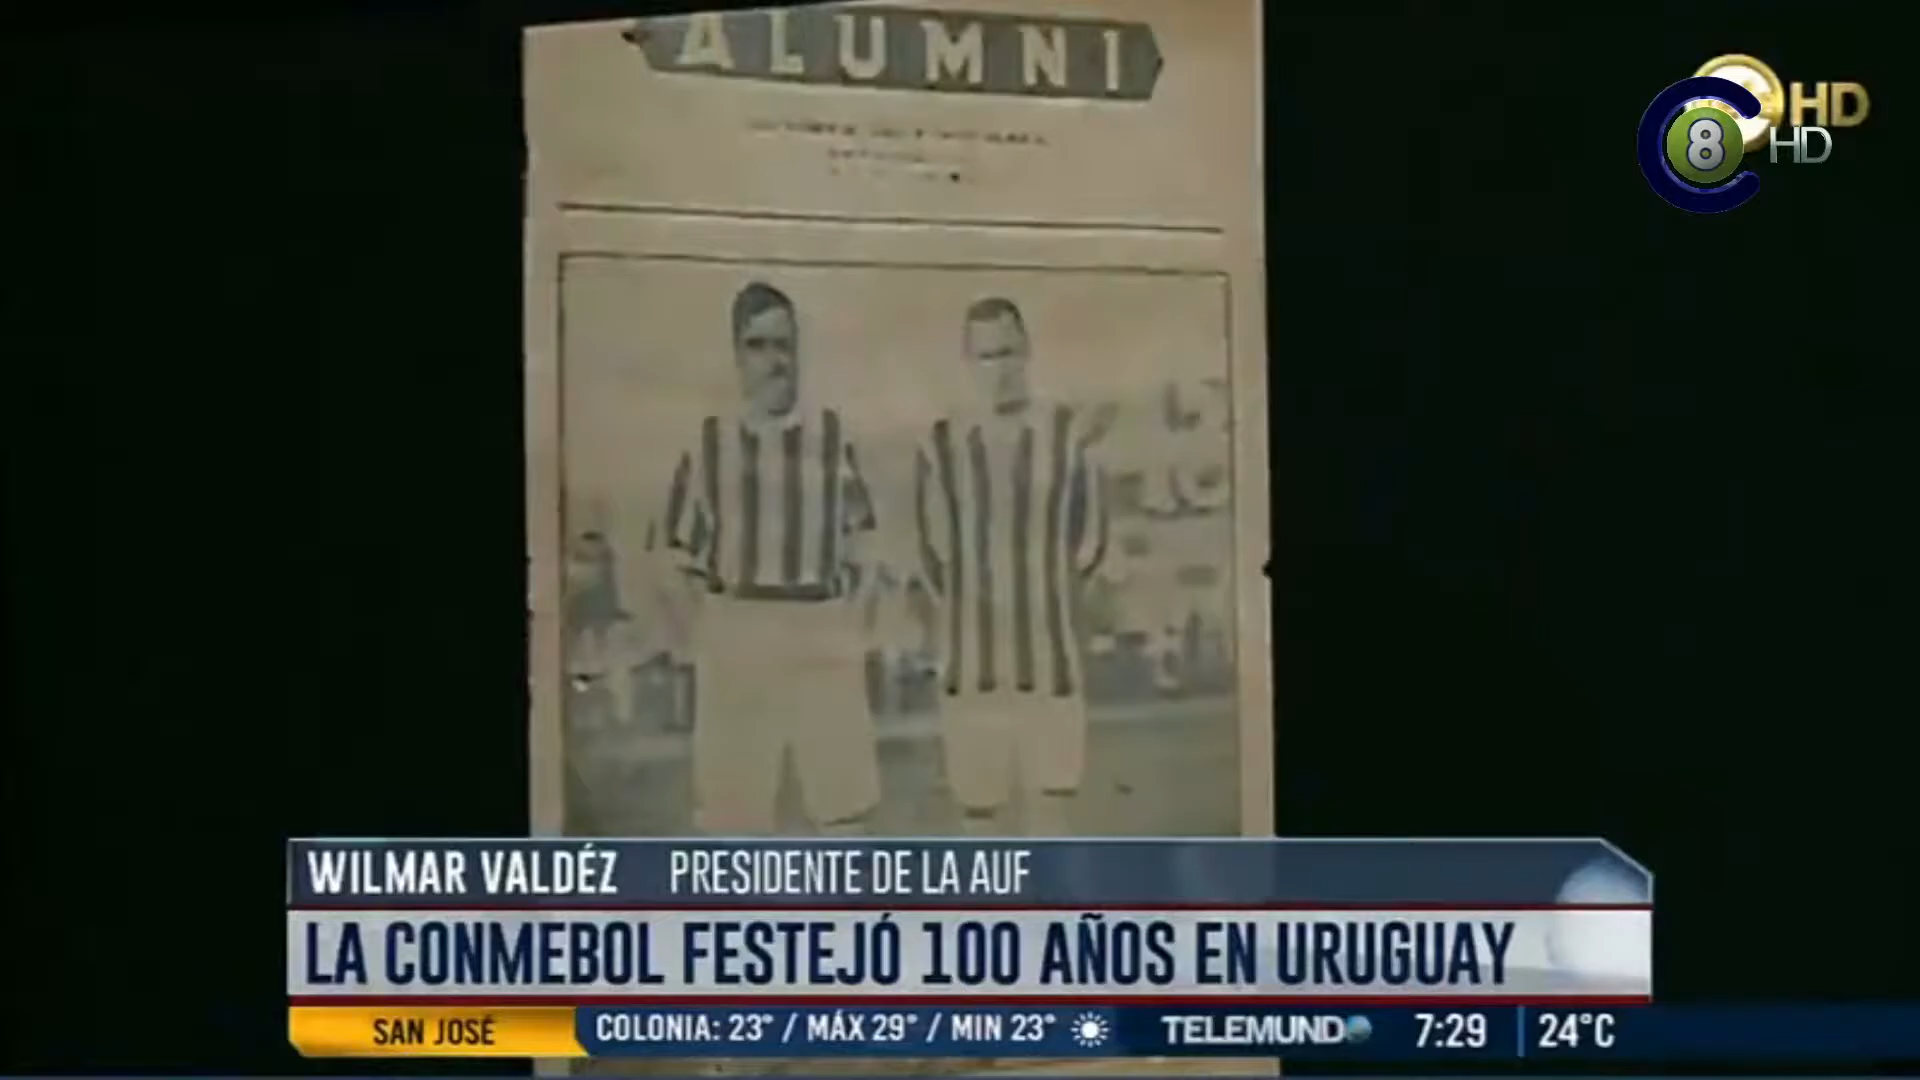 ALUMNI
HD
8 HD
WILMAR VALDÉZ PRESIDENTE DE LA AUF
LA CONMEBOL FESTEJÓ 100 AÑOS EN URUGUAY
SAN JOSÉ COLONIA: 23° / MÁX 29° / MIN 23° TELEMUNDO 7:29 24°C